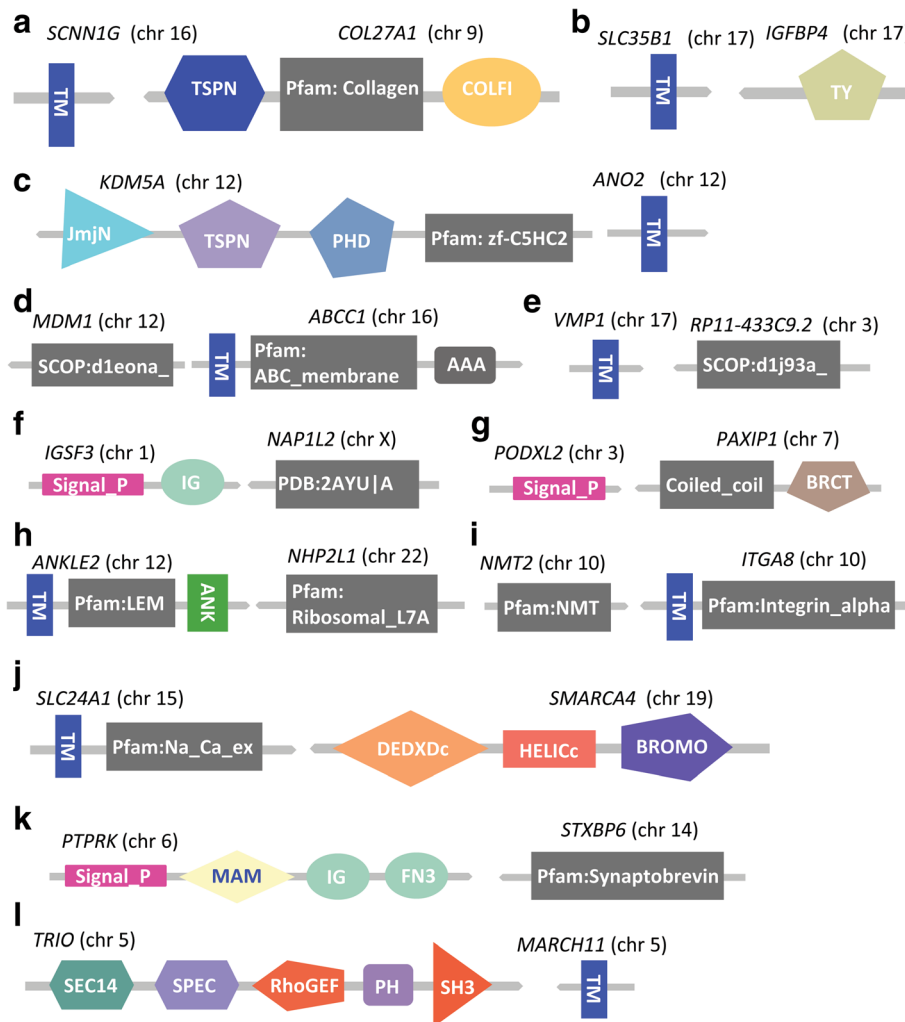 a
SCNN1G (chr 16)
COL27A1 (chr 9)
TM
TSPN
Pfam: Collagen
COLFI
b
SLC35B1 (chr 17)
IGFBP4 (chr 17)
TM
TY
c
KDM5A (chr 12)
ANO2 (chr 12)
JmjN
TSPN
PHD
Pfam: zf-C5HC2
TM
d
MDM1 (chr 12)
ABCC1 (chr 16)
SCOP:d1eona_
TM
Pfam:
ABC_membrane
AAA
e
VMP1 (chr 17)
RP11-433C9.2 (chr 3)
TM
SCOP:d1j93a_
f
IGSF3 (chr 1)
NAP1L2 (chr X)
Signal_P
IG
PDB:2AYU|A
g
PODXL2 (chr 3)
PAXIP1 (chr 7)
Signal_P
Coiled_coil
BRCT
h
ANKLE2 (chr 12)
NHP2L1 (chr 22)
TM
Pfam:LEM
ANK
Pfam:
Ribosomal_L7A
i
NMT2 (chr 10)
ITGA8 (chr 10)
Pfam:NMT
TM
Pfam:Integrin_alpha
j
SLC24A1 (chr 15)
SMARCA4 (chr 19)
TM
Pfam:Na_Ca_ex
DEDXDc
HELICc
BROMO
k
PTPRK (chr 6)
STXBP6 (chr 14)
Signal_P
MAM
IG
FN3
Pfam:Synaptobrevin
l
TRIO (chr 5)
MARCH11 (chr 5)
SEC14
SPEC
RhoGEF
PH
SH3
TM